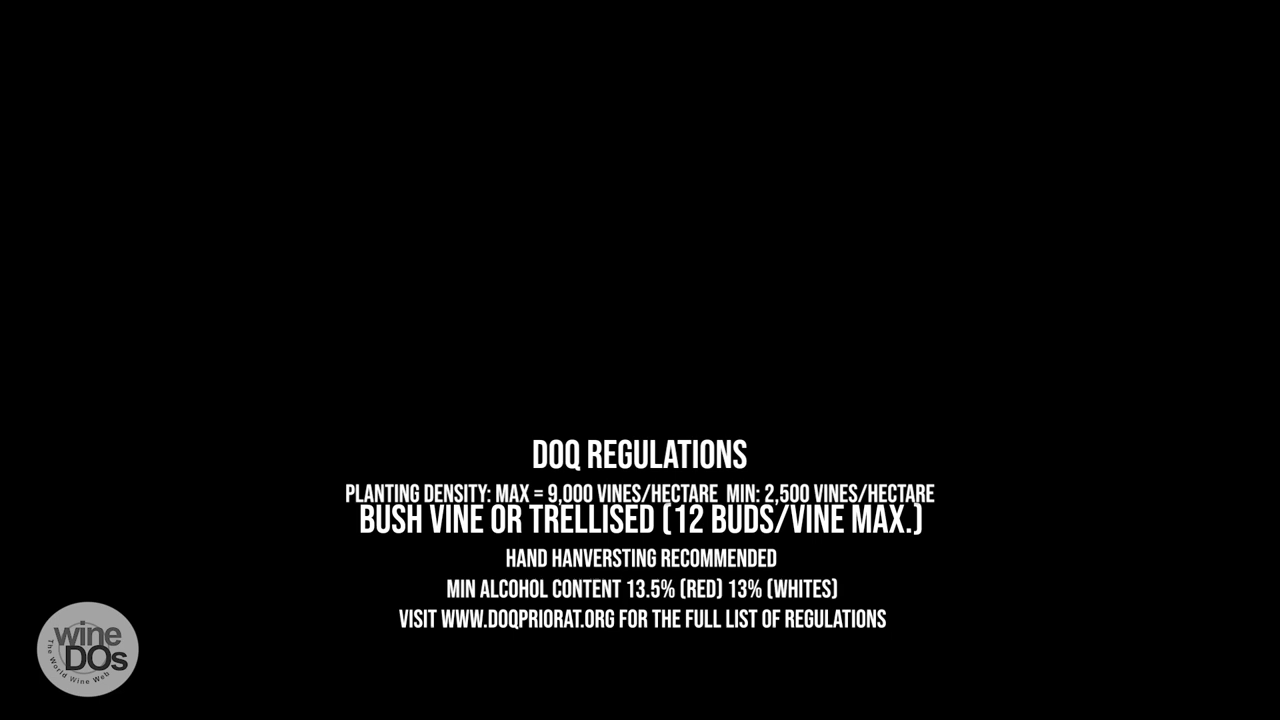 DOQ REGULATIONS
PLANTING DENSITY: MAX = 9,000 VINES/HECTARE  MIN: 2,500 VINES/HECTARE
BUSH VINE OR TRELLISED (12 BUDS/VINE MAX.)
HAND HANVERSTING RECOMMENDED
MIN ALCOHOL CONTENT 13.5% (RED) 13% (WHITES)
VISIT WWW.DOQPRIORAT.ORG FOR THE FULL LIST OF REGULATIONS
wine
DOs
The World Wine Web